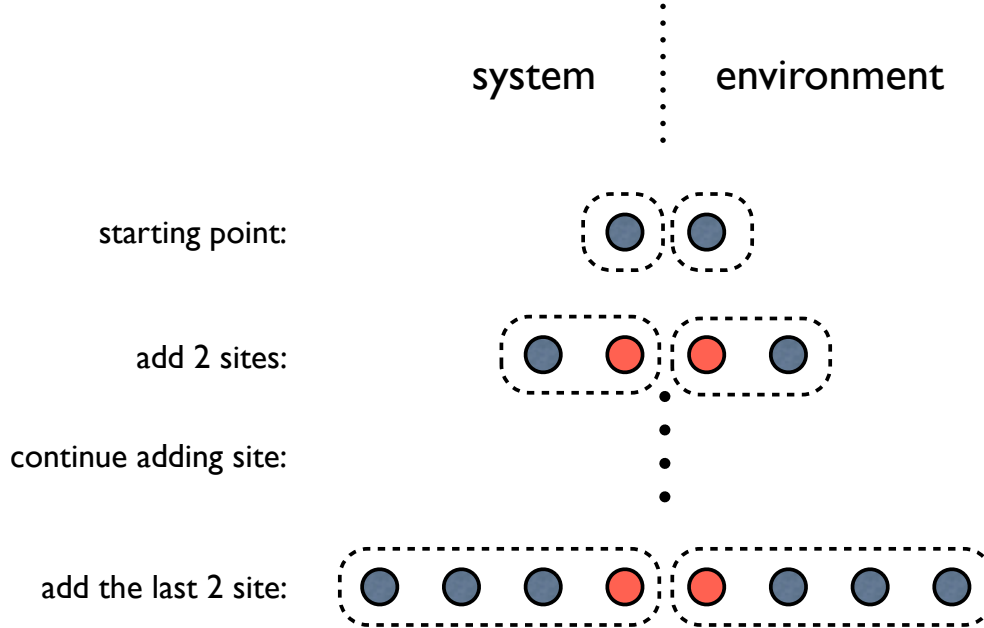 system environment
starting point:
add 2 sites:
continue adding site:
add the last 2 site: